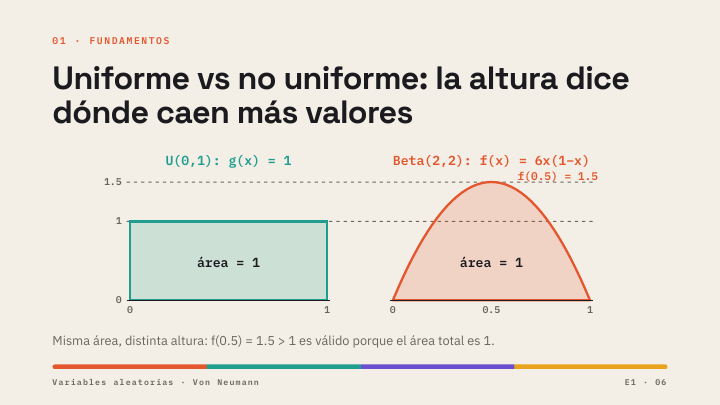 01 · FUNDAMENTOS
Uniforme vs no uniforme: la altura dice
dónde caen más valores
U(0,1): g(x) = 1
Beta(2,2): f(x) = 6x(1−x)
f(0.5) = 1.5
1.5
1
área = 1
área = 1
0
0
1
0
0.5
1
Misma área, distinta altura: f(0.5) = 1.5 > 1 es válido porque el área total es 1.
Variables aleatorias · Von Neumann
E1 · 06